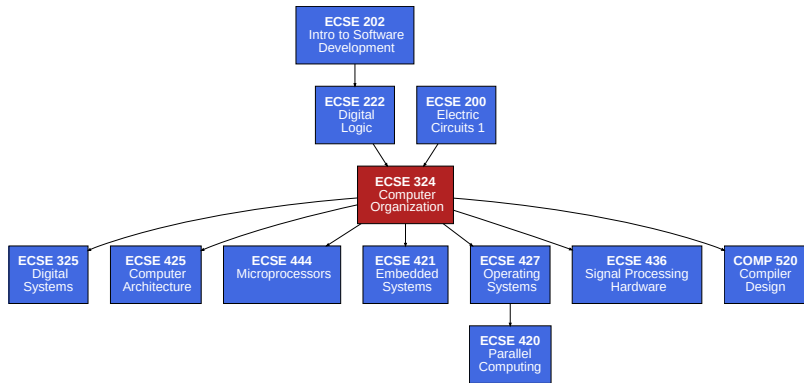 ECSE 202
Intro to Software
Development
ECSE 222
Digital
Logic
ECSE 200
Electric
Circuits 1
ECSE 324
Computer
Organization
ECSE 325
Digital
Systems
ECSE 425
Computer
Architecture
ECSE 444
Microprocessors
ECSE 421
Embedded
Systems
ECSE 427
Operating
Systems
ECSE 436
Signal Processing
Hardware
COMP 520
Compiler
Design
ECSE 420
Parallel
Computing